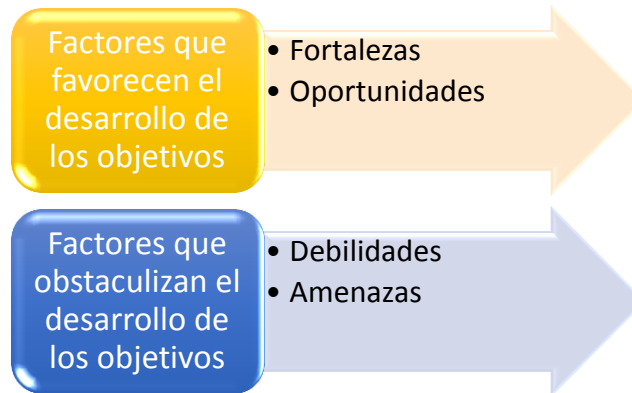 Factores que
favorecen el
desarrollo de
los objetivos
• Fortalezas
• Oportunidades
Factores que
obstaculizan el
desarrollo de
los objetivos
• Debilidades
• Amenazas